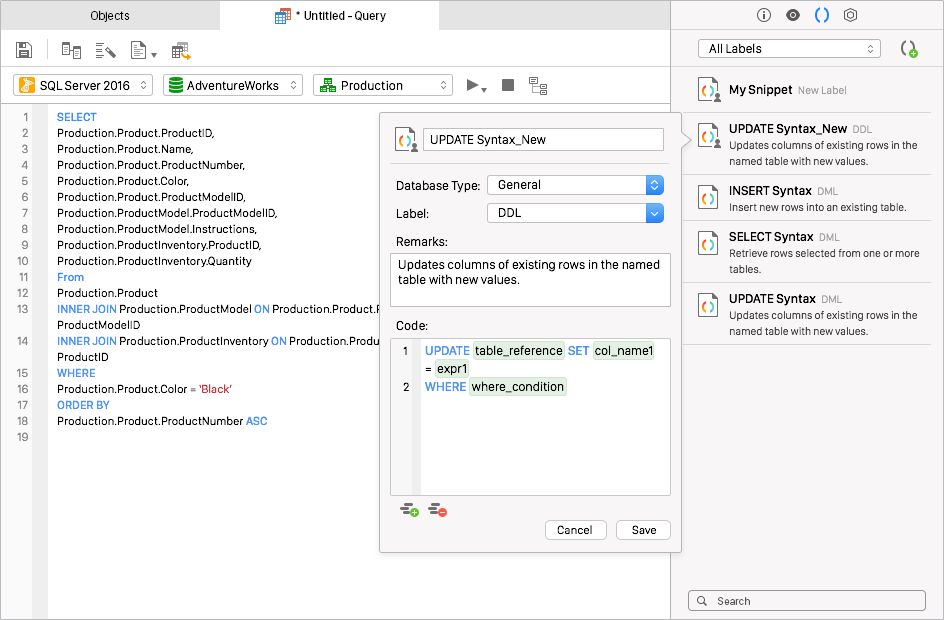 Objects
* Untitled - Query
All Labels
SQL Server 2016
AdventureWorks
Production
1 SELECT
2 Production.Product.ProductID,
3 Production.Product.Name,
4 Production.Product.ProductNumber,
5 Production.Product.Color,
6 Production.Product.ProductModelID,
7 Production.ProductModel.ProductModelID,
8 Production.ProductModel.Instructions,
9 Production.ProductInventory.ProductID,
10 Production.ProductInventory.Quantity
11 From
12 Production.Product
13 INNER JOIN Production.ProductModel ON Production.Product.
ProductModelID
14 INNER JOIN Production.ProductInventory ON Production.Produ
ProductID
15 WHERE
16 Production.Product.Color = 'Black'
17 ORDER BY
18 Production.Product.ProductNumber ASC
19
UPDATE Syntax_New
Database Type: General
Label: DDL
Remarks:
Updates columns of existing rows in the named
table with new values.
Code:
1 UPDATE table_reference SET col_name1
= expr1
2 WHERE where_condition
Cancel
Save
My Snippet New Label
UPDATE Syntax_New DDL
Updates columns of existing rows in the
named table with new values.
INSERT Syntax DML
Insert new rows into an existing table.
SELECT Syntax DML
Retrieve rows selected from one or more
tables.
UPDATE Syntax DML
Updates columns of existing rows in the
named table with new values.
Search